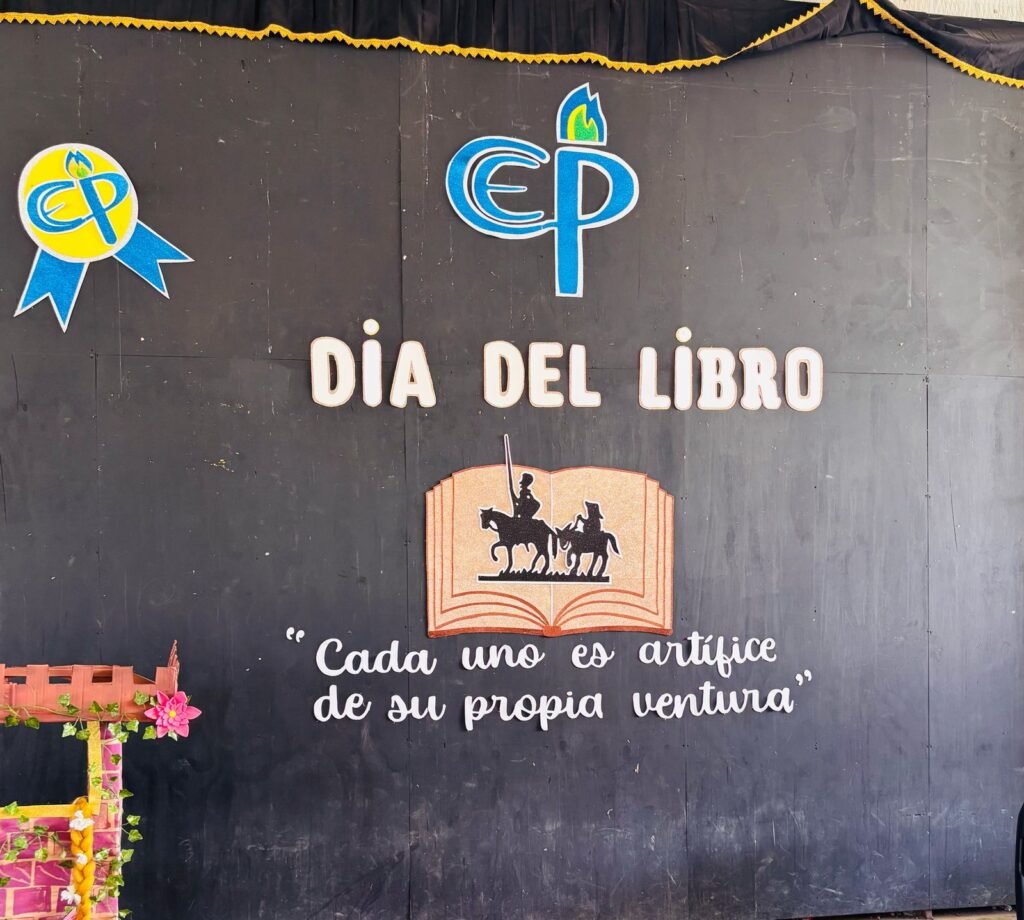 CEP
CEP
DiA DEL LiBRO
“Cada uno es artífice
de su propia ventura”